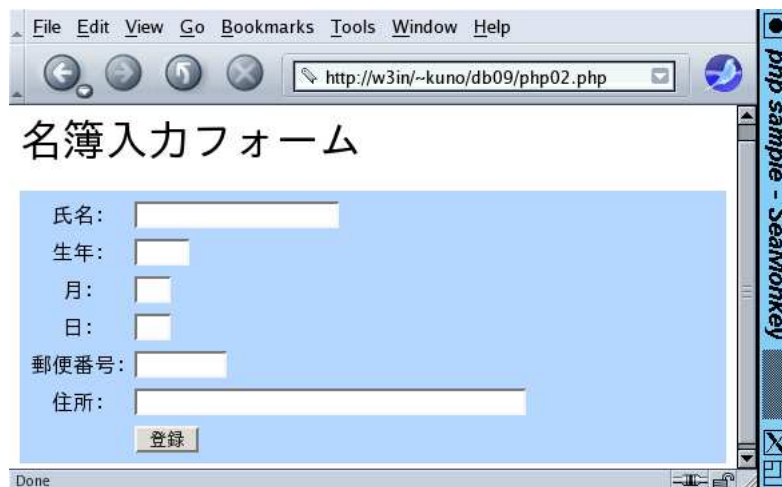 File Edit View Go Bookmarks Tools Window Help
http://w3in/~kuno/db09/php02.php
php sample - SeaMonkey
名簿入力フォーム
氏名:
生年:
月:
日:
郵便番号:
住所:
登録
Done